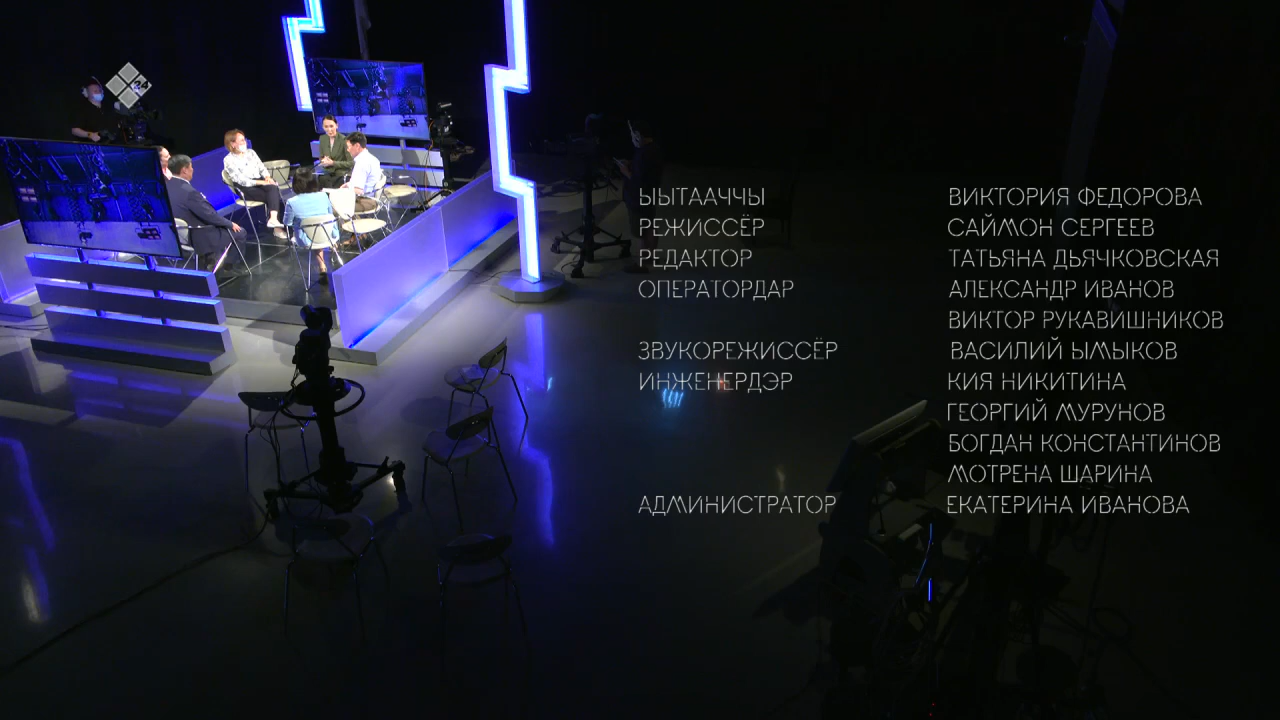 24
ЫЫТААЧЧЫ ВИКТОРИЯ ФЕДОРОВА
РЕЖИССЁР САЙМОН СЕРГЕЕВ
РЕДАКТОР ТАТЬЯНА ДЬЯЧКОВСКАЯ
ОПЕРАТОРДАР АЛЕКСАНДР ИВАНОВ
ВИКТОР РУКАВИШНИКОВ
ЗВУКОРЕЖИССЁР ВАСИЛИЙ ЫМЫКОВ
ИНЖЕНЕРДЭР КИЯ НИКИТИНА
ГЕОРГИЙ МУРУНОВ
БОГДАН КОНСТАНТИНОВ
МОТРЕНА ШАРИНА
АДМИНИСТРАТОР ЕКАТЕРИНА ИВАНОВА